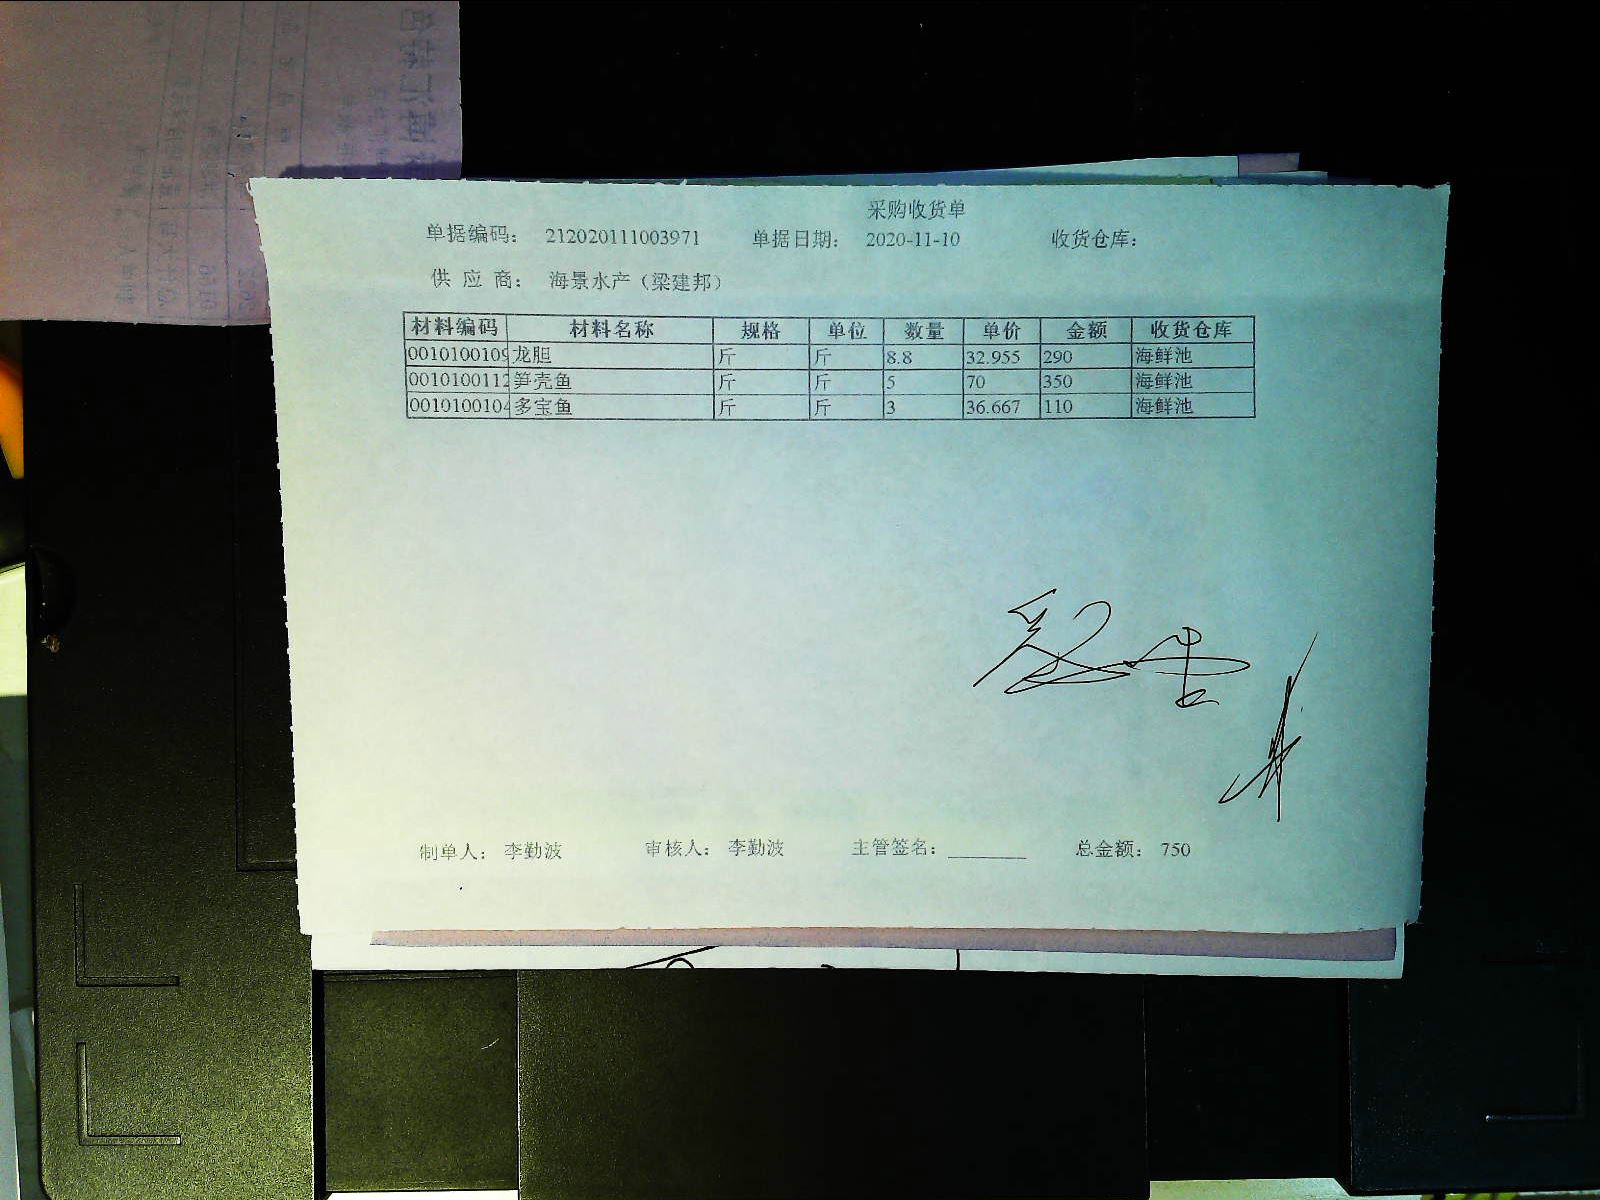 采购收货单
单据编码: 212020111003971 单据日期: 2020-11-10 收货仓库:
供 应 商: 海景水产（梁建邦）
材料编码 材料名称 规格 单位 数量 单价 金额 收货仓库
0010100109 龙胆 斤 斤 8.8 32.955 290 海鲜池
0010100112 笋壳鱼 斤 斤 5 70 350 海鲜池
0010100104 多宝鱼 斤 斤 3 36.667 110 海鲜池
制单人: 李勤波 审核人: 李勤波 主管签名: ______ 总金额: 750